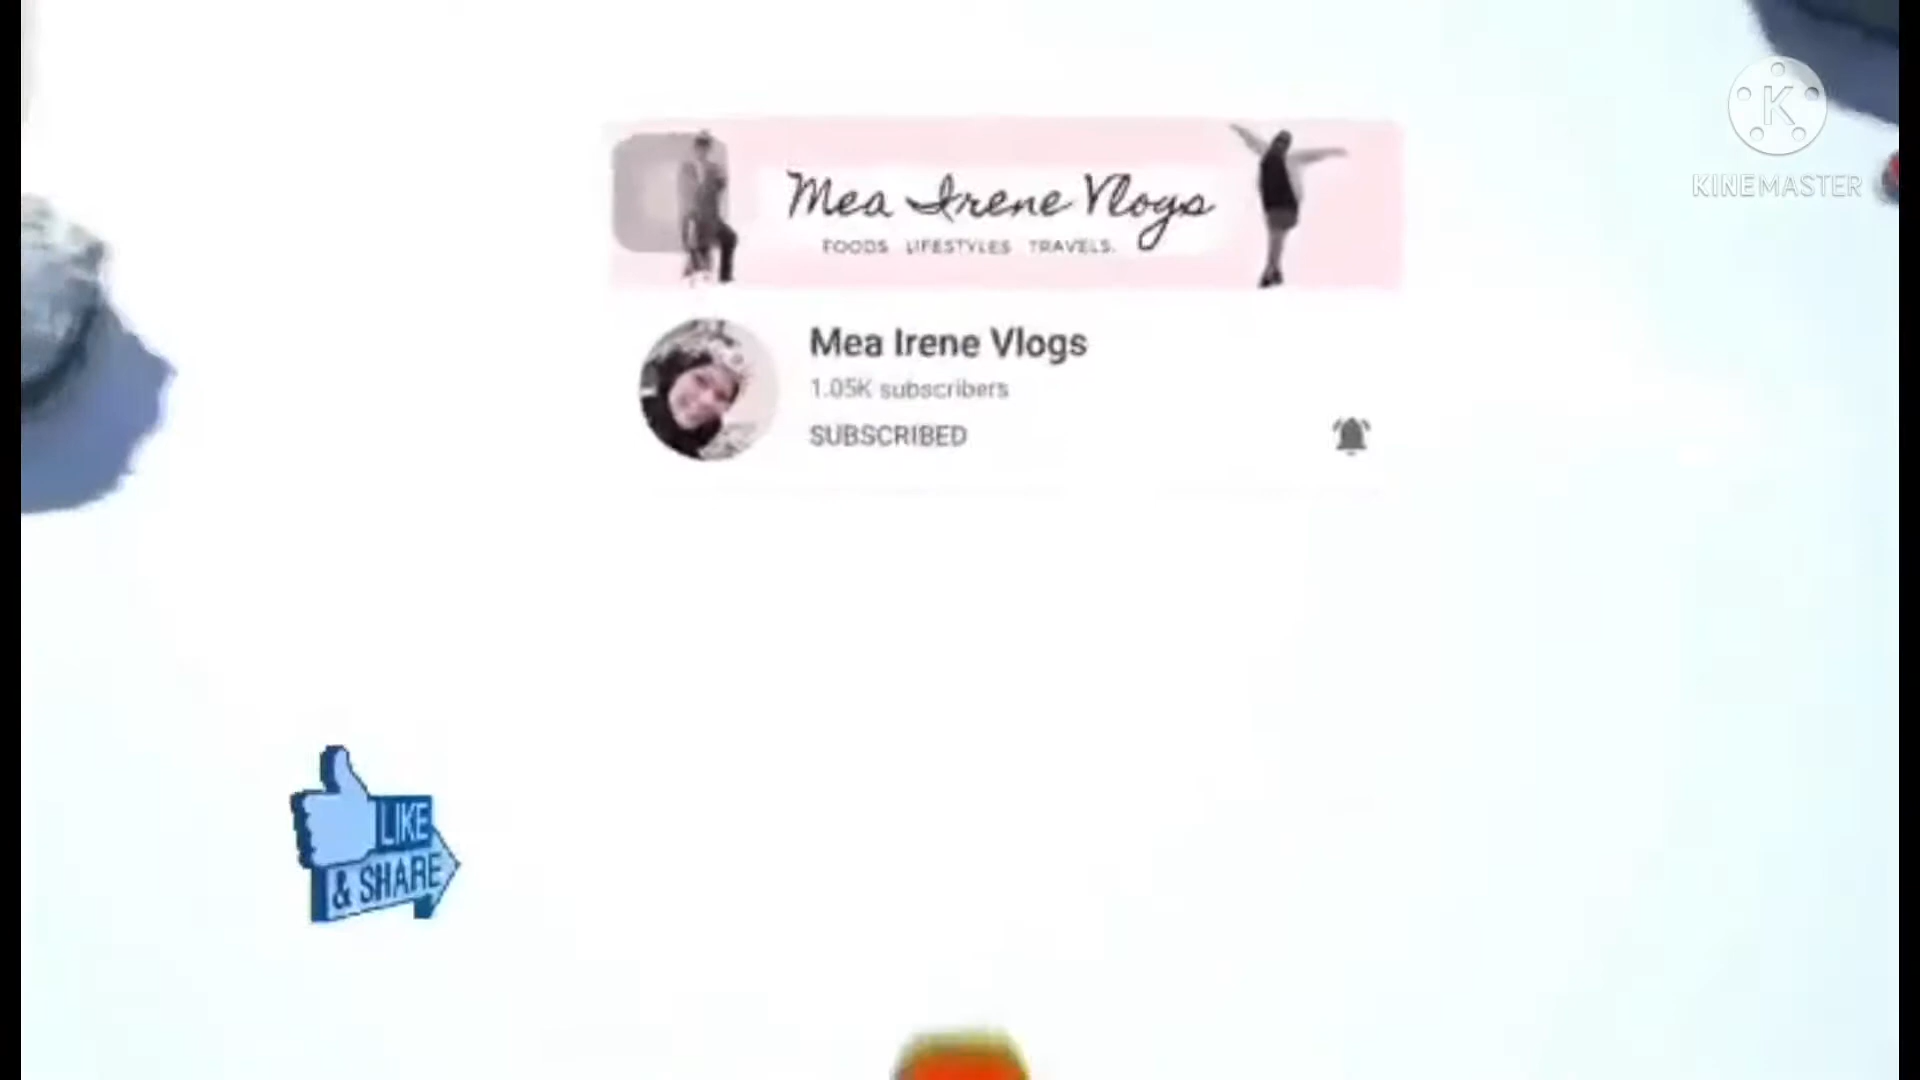 Mea Irene Vlogs
FOODS LIFESTYLES TRAVELS.
K
KINEMASTER
Mea Irene Vlogs
1.05K subscribers
SUBSCRIBED
LIKE
& SHARE